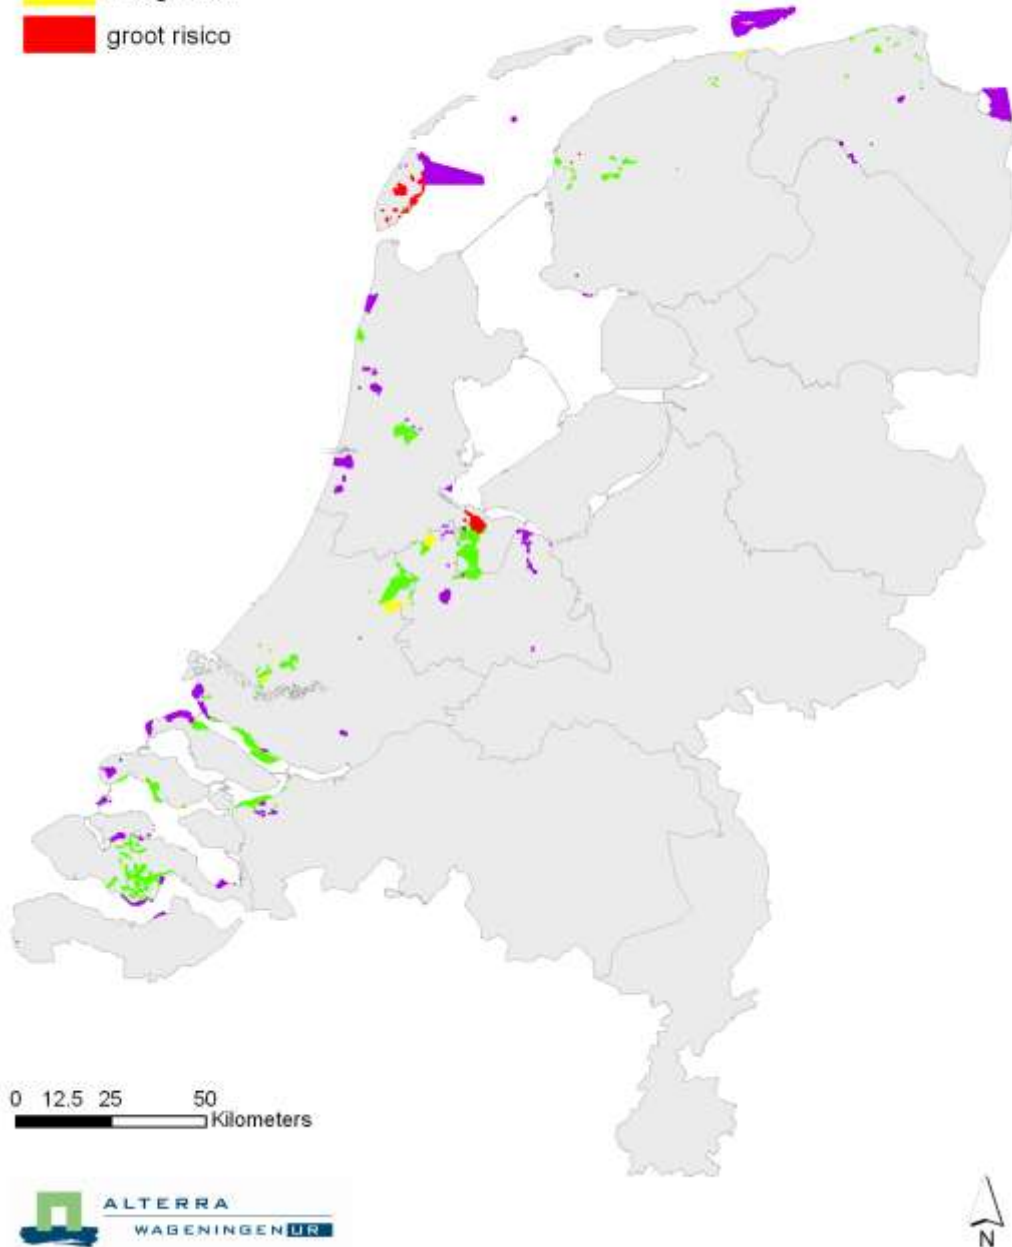 groot risico
0 12.5 25 50
Kilometers
ALTERRA
WAGENINGEN UR
N